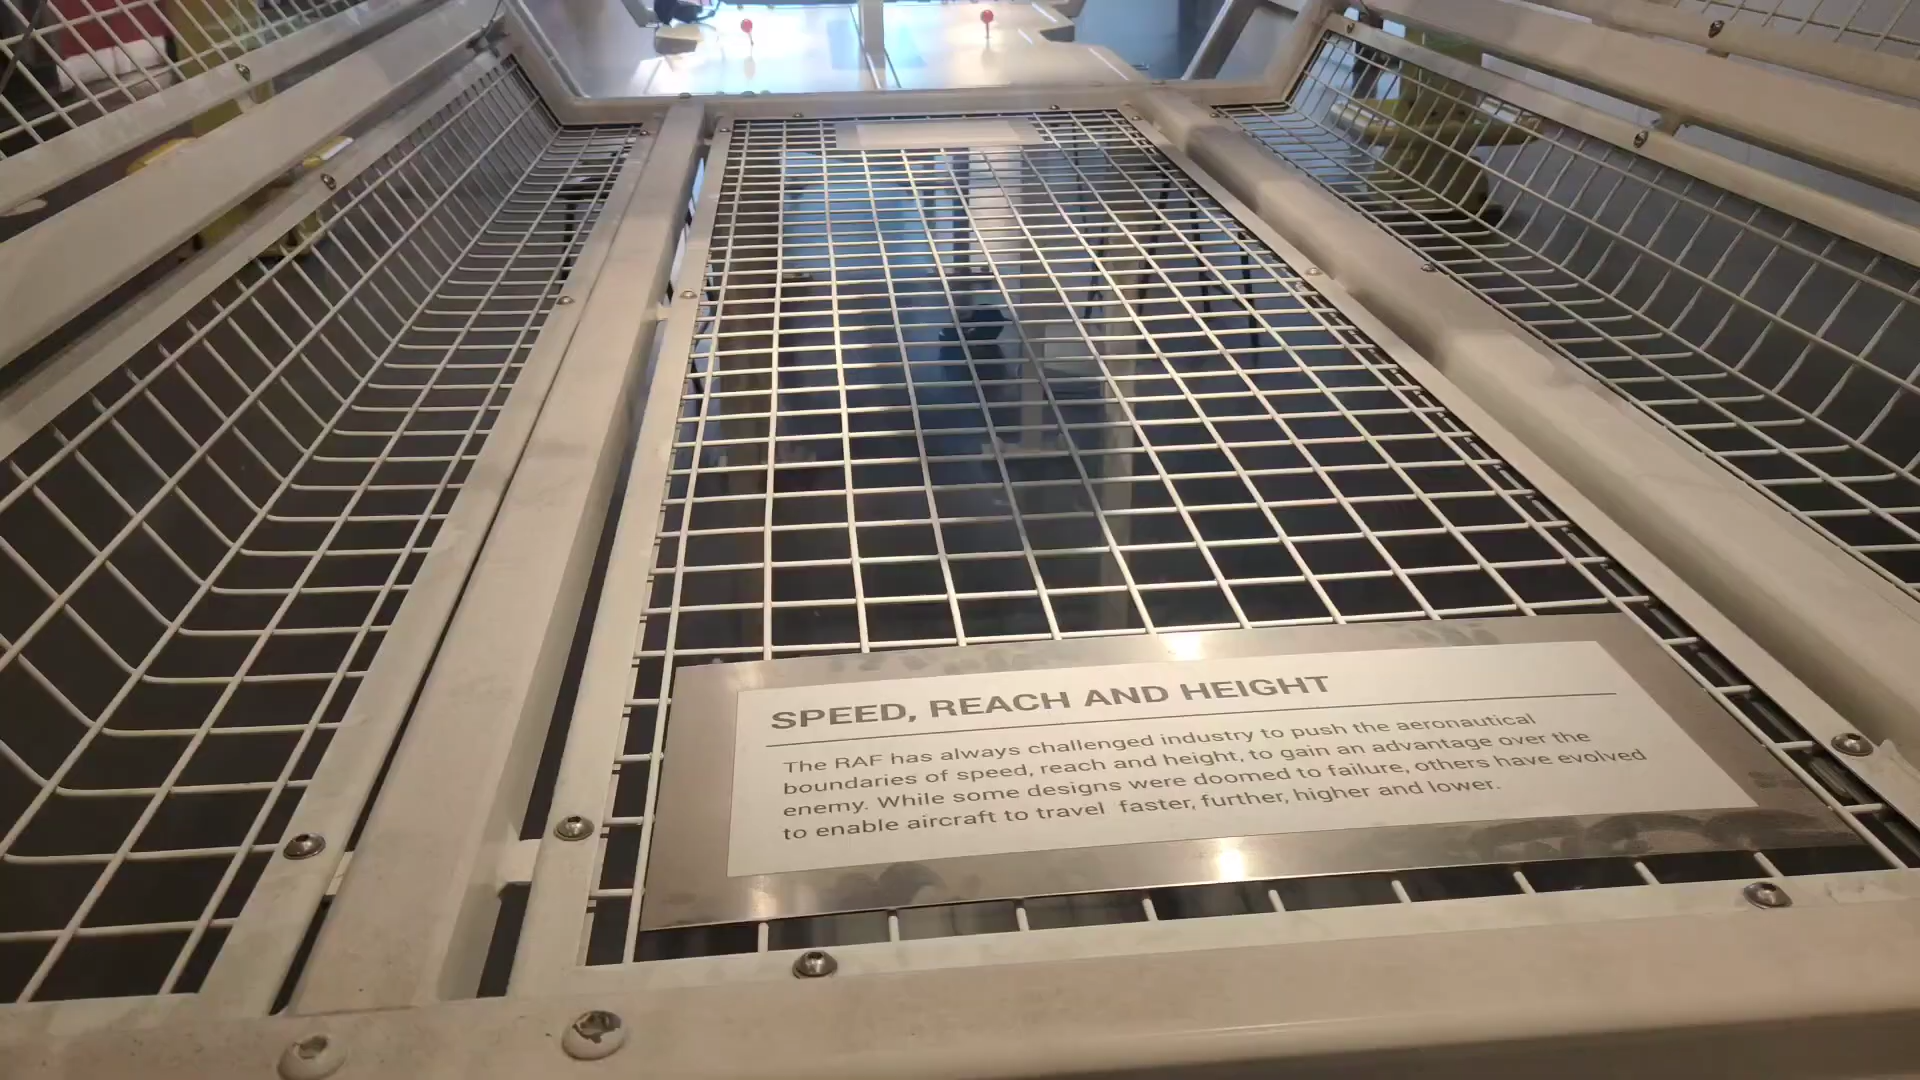 SPEED, REACH AND HEIGHT
The RAF has always challenged industry to push the aeronautical
boundaries of speed, reach and height, to gain an advantage over the
enemy. While some designs were doomed to failure, others have evolved
to enable aircraft to travel faster, further, higher and lower.